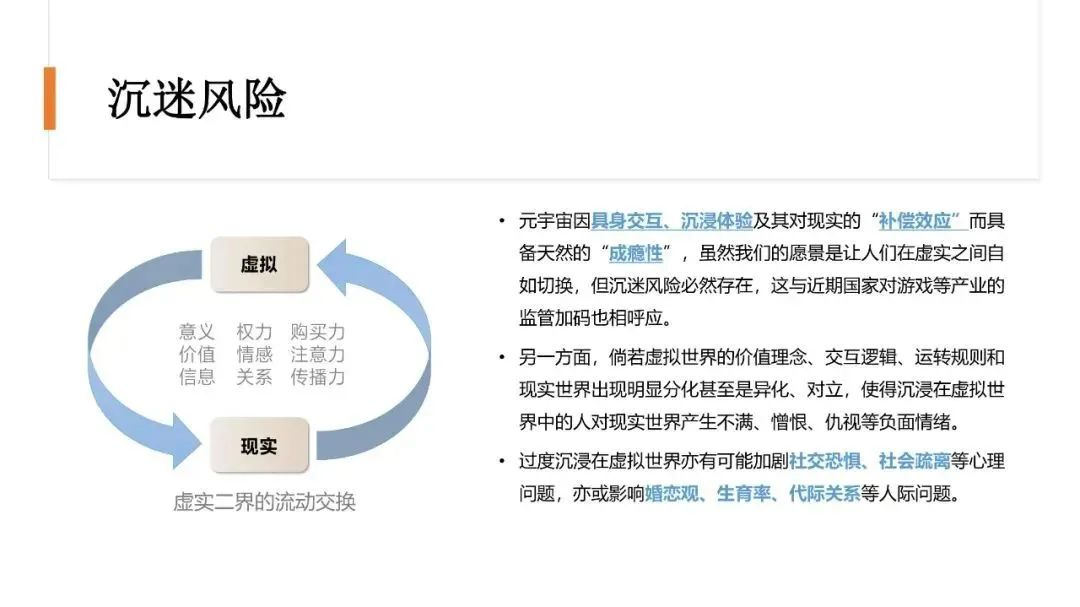 沉迷风险
虚拟
意义 权力 购买力
价值 情感 注意力
信息 关系 传播力
现实
虚实二界的流动交换
• 元宇宙因具身交互、沉浸体验及其对现实的“补偿效应”而具
备天然的“成瘾性”，虽然我们的愿景是让人们在虚实之间自
如切换，但沉迷风险必然存在，这与近期国家对游戏等产业的
监管加码也相呼应。
• 另一方面，倘若虚拟世界的价值理念、交互逻辑、运转规则和
现实世界出现明显分化甚至是异化、对立，使得沉浸在虚拟世
界中的人对现实世界产生不满、憎恨、仇视等负面情绪。
• 过度沉浸在虚拟世界亦有可能加剧社交恐惧、社会疏离等心理
问题，亦或影响婚恋观、生育率、代际关系等人际问题。